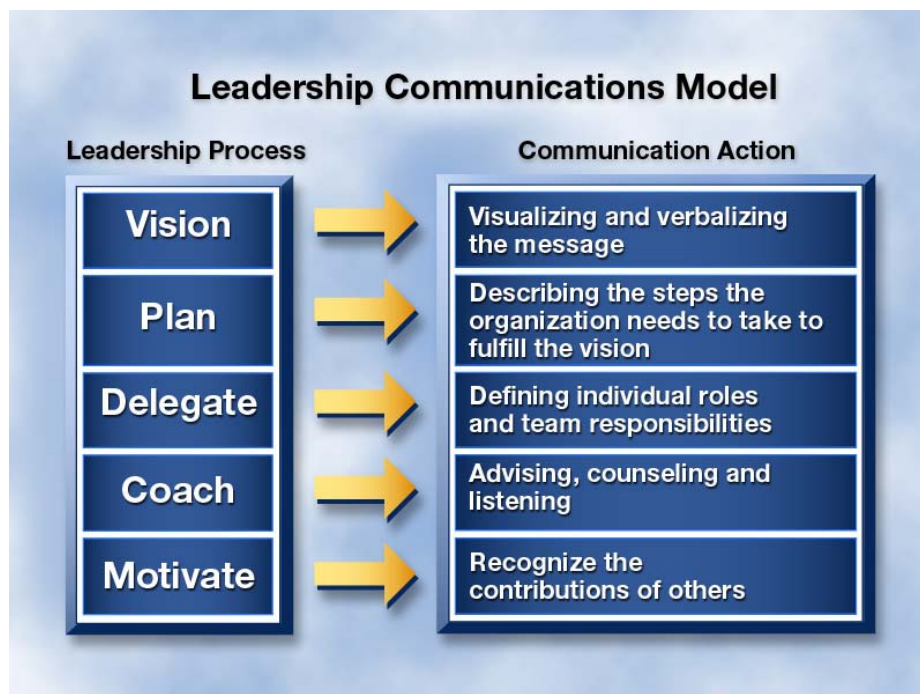 Leadership Communications Model
Leadership Process
Communication Action
Vision
Visualizing and verbalizing
the message
Plan
Describing the steps the
organization needs to take to
fulfill the vision
Delegate
Defining individual roles
and team responsibilities
Coach
Advising, counseling and
listening
Motivate
Recognize the
contributions of others